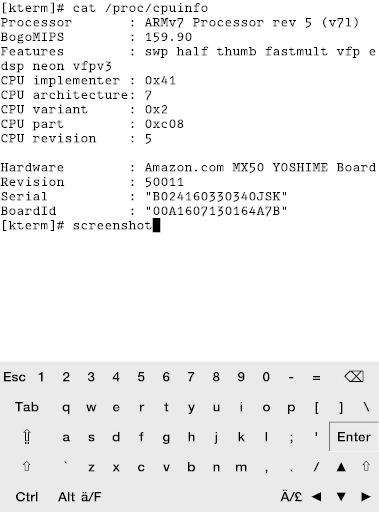 [kterm]# cat /proc/cpuinfo
Processor : ARMv7 Processor rev 5 (v7l)
BogoMIPS : 159.90
Features : swp half thumb fastmult vfp e
dsp neon vfpv3
CPU implementer : 0x41
CPU architecture: 7
CPU variant : 0x2
CPU part : 0xc08
CPU revision : 5
Hardware : Amazon.com MX50 YOSHIME Board
Revision : 50011
Serial : "B024160330340JSK"
BoardId : "00A1607130164A7B"
[kterm]# screenshot
Esc 1 2 3 4 5 6 7 8 9 0 - = ⌫
Tab q w e r t y u i o p [ ] \
⇧ a s d f g h j k l ; ' Enter
⇧ ` z x c v b n m , . / ▲ ⇧
Ctrl Alt ä/F Ä/£ ◄ ▼ ►